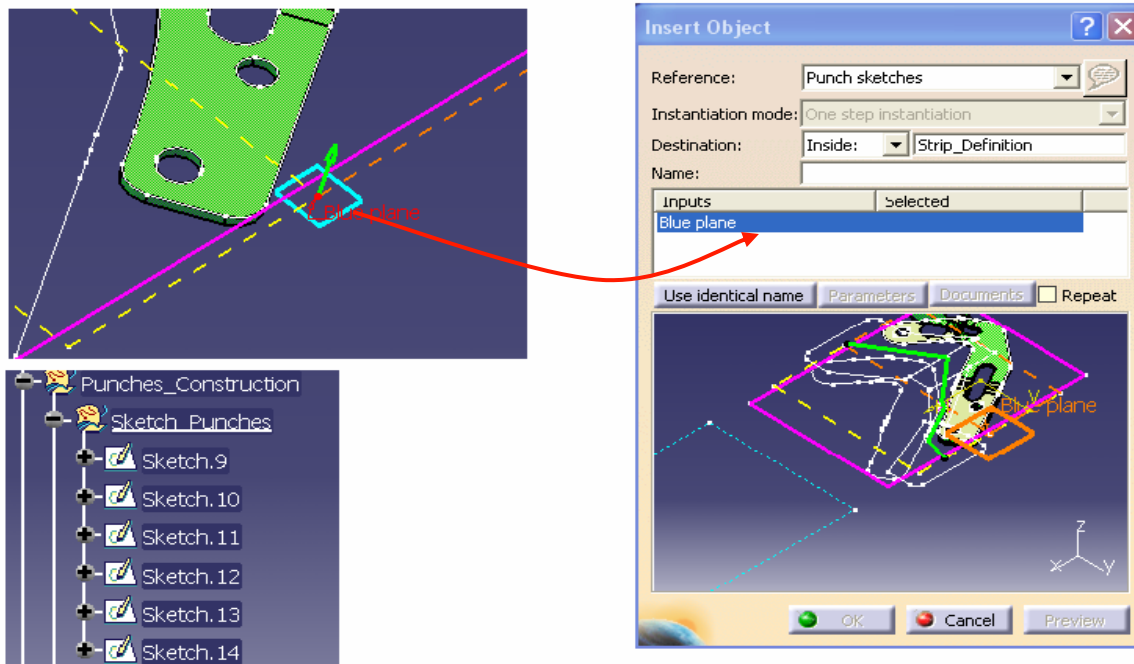 Blue plane
Punches_Construction
Sketch_Punches
Sketch.9
Sketch.10
Sketch.11
Sketch.12
Sketch.13
Sketch.14
Insert Object
?
X
Reference:
Punch sketches
Instantiation mode:
One step instantiation
Destination:
Inside:
Strip_Definition
Name:
Inputs
Selected
Blue plane
Use identical name
Parameters
Documents
Repeat
y
Blue plane
z
x
y
OK
Cancel
Preview